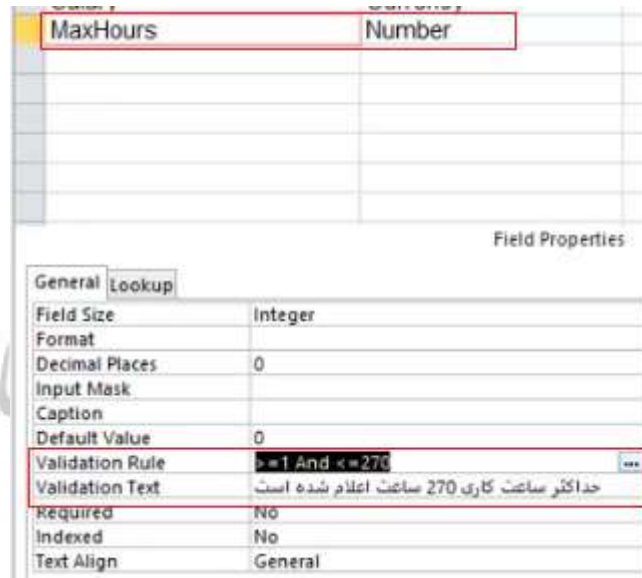 MaxHours Number
Field Properties
General Lookup
Field Size Integer
Format
Decimal Places 0
Input Mask
Caption
Default Value 0
Validation Rule >=1 And <=270 ...
Validation Text حداکثر ساعت کاری 270 ساعت اعلام شده است
Required No
Indexed No
Text Align General